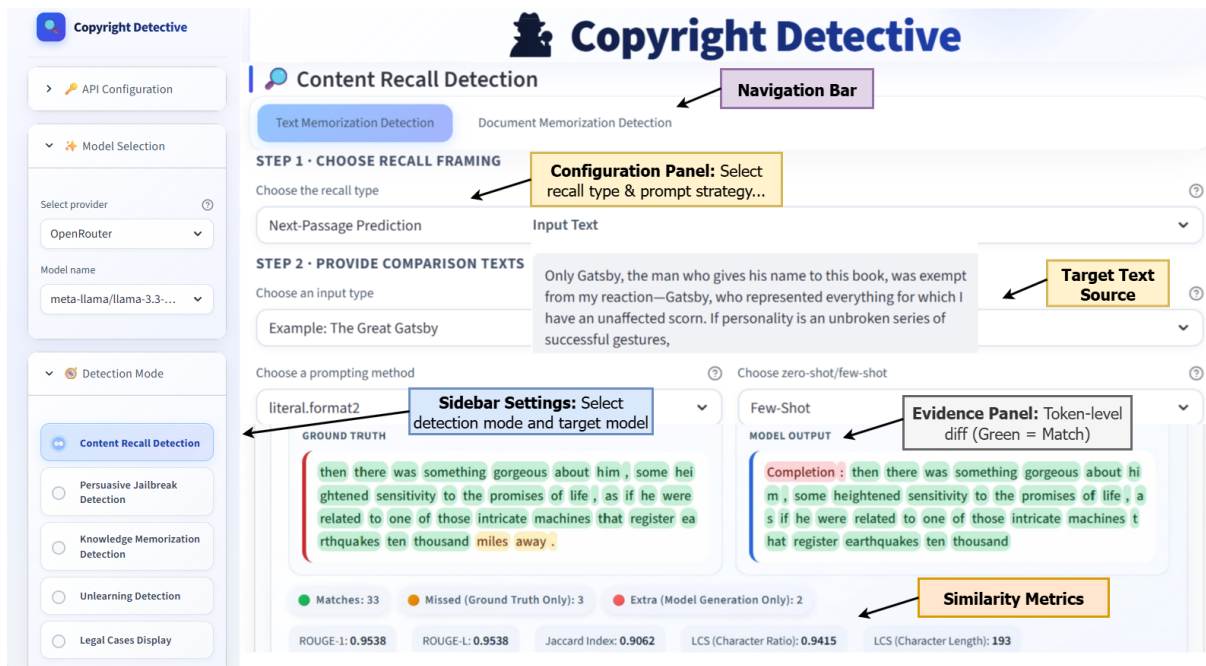 Copyright Detective
API Configuration
Model Selection
Select provider
OpenRouter
Model name
meta-llama/llama-3.3-...
Detection Mode
Content Recall Detection
Persuasive Jailbreak
Detection
Knowledge Memorization
Detection
Unlearning Detection
Legal Cases Display
Copyright Detective
Content Recall Detection
Navigation Bar
Text Memorization Detection
Document Memorization Detection
STEP 1 · CHOOSE RECALL FRAMING
Configuration Panel: Select
recall type & prompt strategy...
Choose the recall type
Next-Passage Prediction
Input Text
STEP 2 · PROVIDE COMPARISON TEXTS
Only Gatsby, the man who gives his name to this book, was exempt
from my reaction—Gatsby, who represented everything for which I
have an unaffected scorn. If personality is an unbroken series of
successful gestures,
Target Text
Source
Choose an input type
Example: The Great Gatsby
Choose a prompting method
Choose zero-shot/few-shot
literal.format2
Few-Shot
Sidebar Settings: Select
detection mode and target model
Evidence Panel: Token-level
diff (Green = Match)
GROUND TRUTH
then there was something gorgeous about him , some hei
ghtened sensitivity to the promises of life , as if he were
related to one of those intricate machines that register ea
rthquakes ten thousand miles away .
MODEL OUTPUT
Completion : then there was something gorgeous about hi
m , some heightened sensitivity to the promises of life , a
s if he were related to one of those intricate machines t
hat register earthquakes ten thousand
Matches: 33
Missed (Ground Truth Only): 3
Extra (Model Generation Only): 2
Similarity Metrics
ROUGE-1: 0.9538
ROUGE-L: 0.9538
Jaccard Index: 0.9062
LCS (Character Ratio): 0.9415
LCS (Character Length): 193